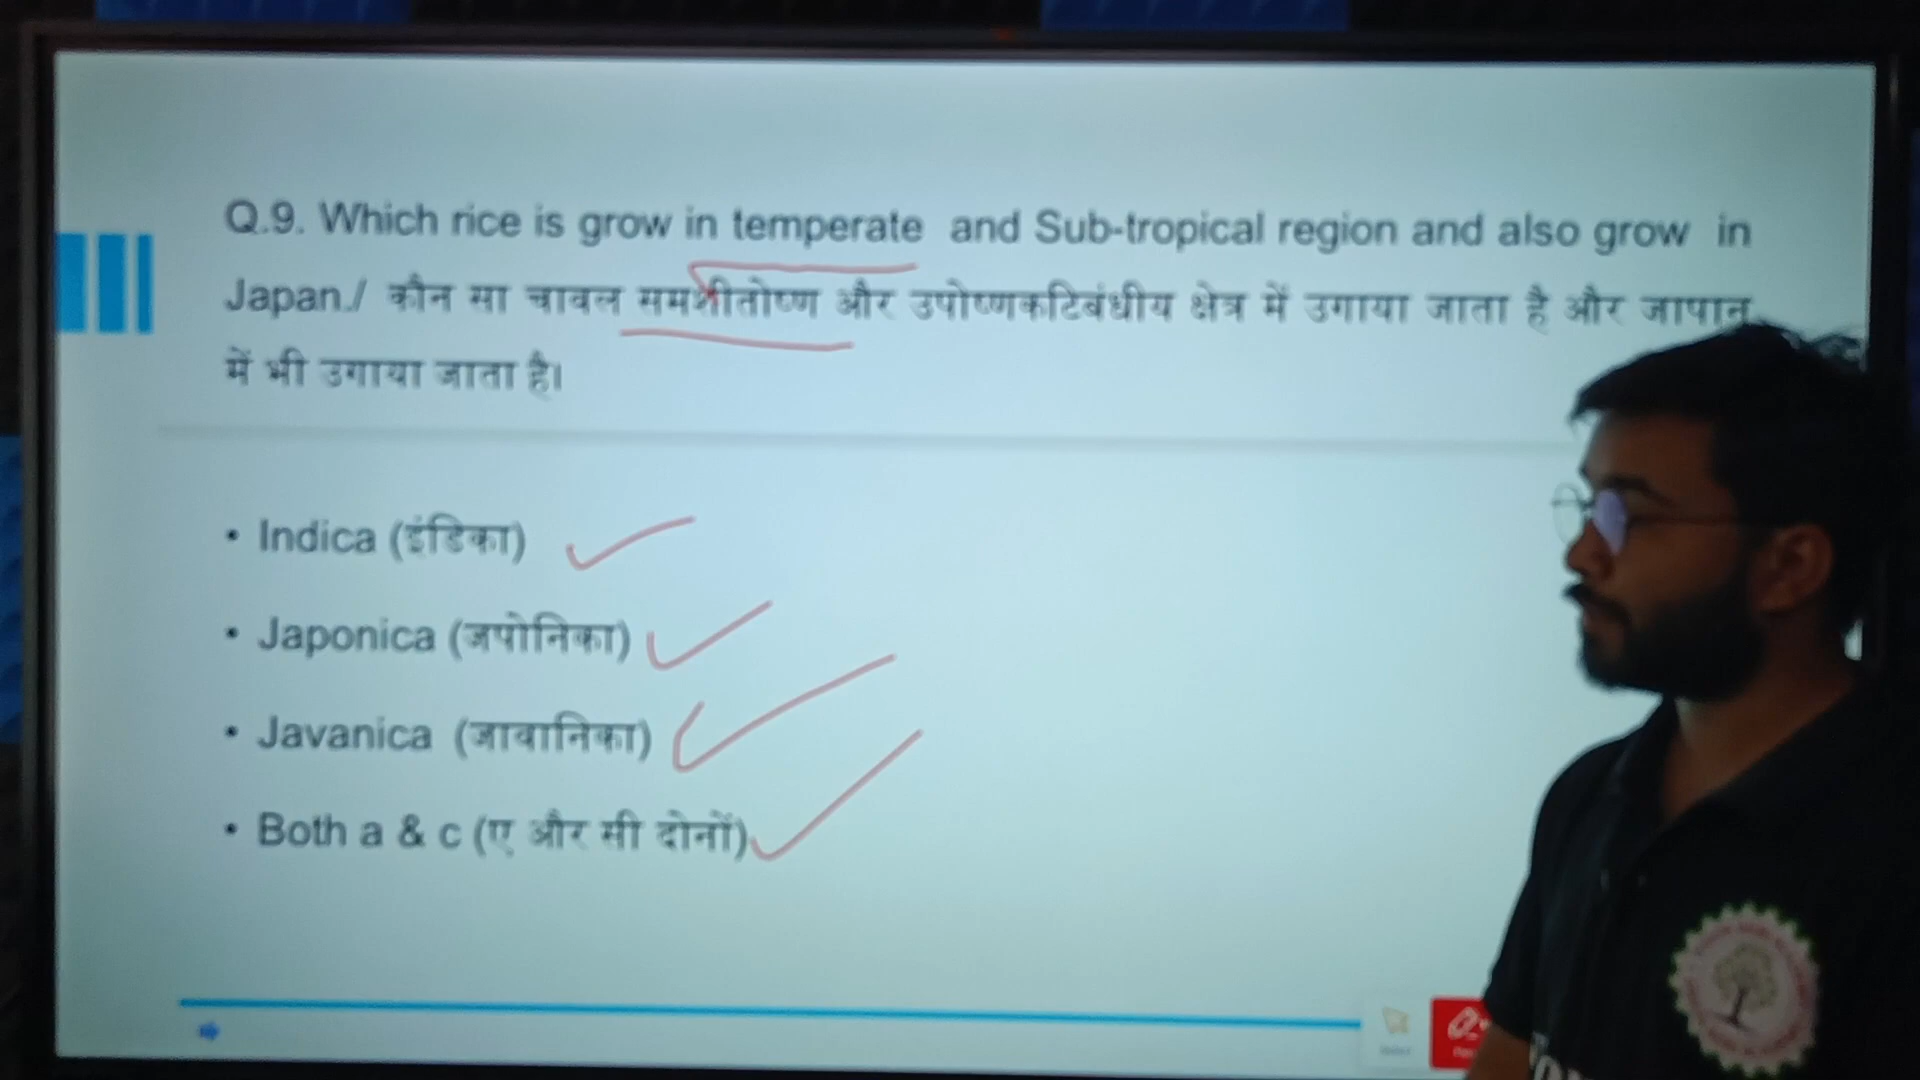 Q.9. Which rice is grow in temperate and Sub-tropical region and also grow in
Japan./ कौन सा चावल समशीतोष्ण और उपोष्णकटिबंधीय क्षेत्र में उगाया जाता है और जापान
में भी उगाया जाता है।
• Indica (इंडिका)
• Japonica (जपोनिका)
• Javanica (जावानिका)
• Both a & c (ए और सी दोनों)